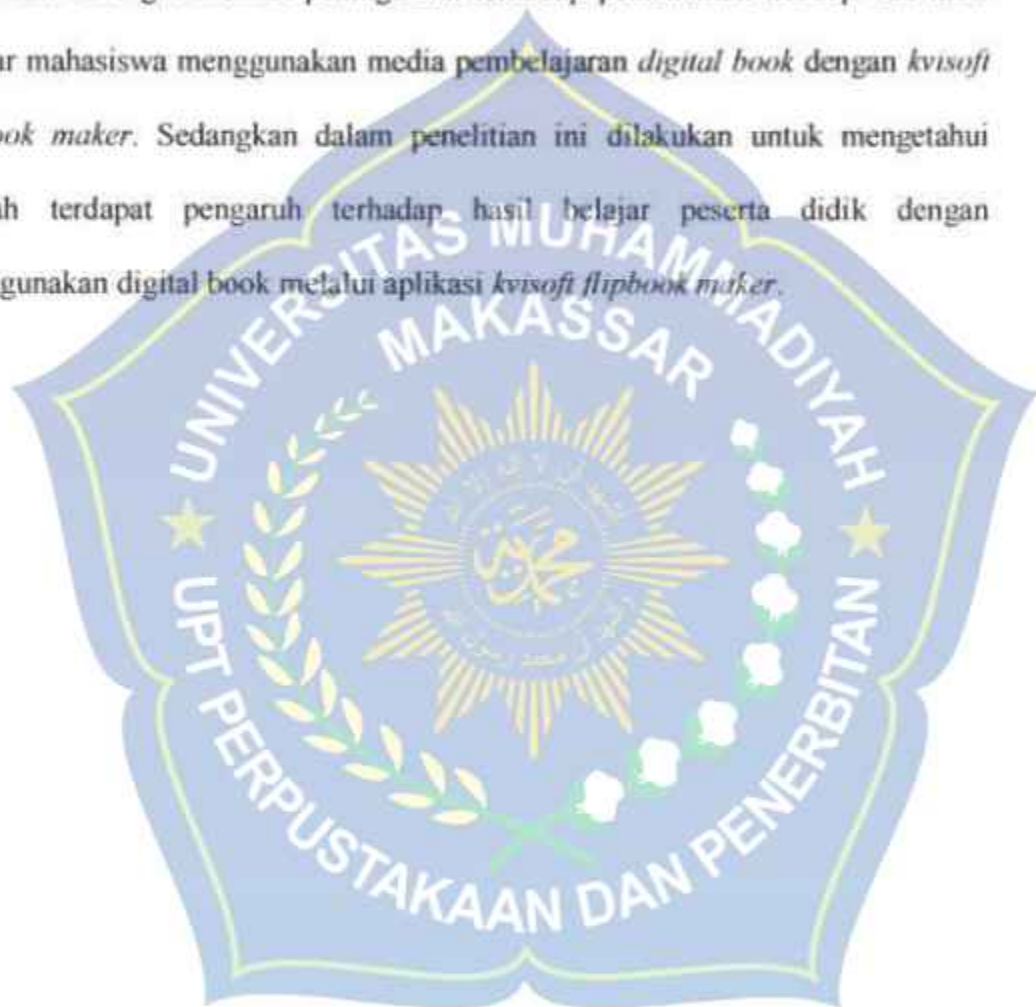 ar mahasiswa menggunakan media pembelajaran digital book dengan kvisoft
ook maker. Sedangkan dalam penelitian ini dilakukan untuk mengetahui
ah terdapat pengaruh terhadap hasil belajar peserta didik dengan
gunakan digital book melalui aplikasi kvisoft flipbook maker.
UNIVERSITAS MUHAMMADIYAH
MAKASSAR
محمد
UPT PERPUSTAKAAN DAN PENERBITAN